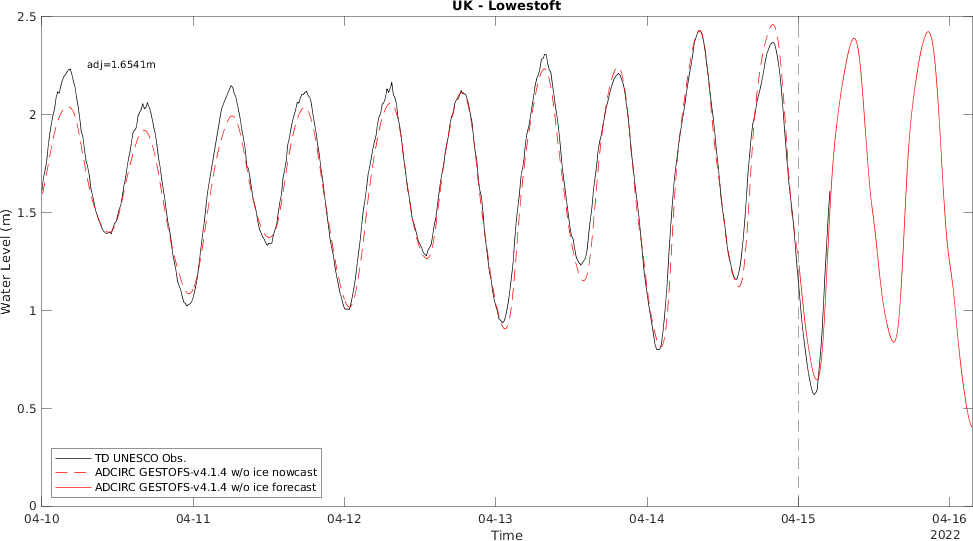 UK - Lowestoft
adj=1.6541m
2.5
2
1.5
1
0.5
0
Water Level (m)
TD UNESCO Obs.
ADCIRC GESTOFS-v4.1.4 w/o ice nowcast
ADCIRC GESTOFS-v4.1.4 w/o ice forecast
04-10 04-11 04-12 04-13 04-14 04-15 04-16
Time
2022